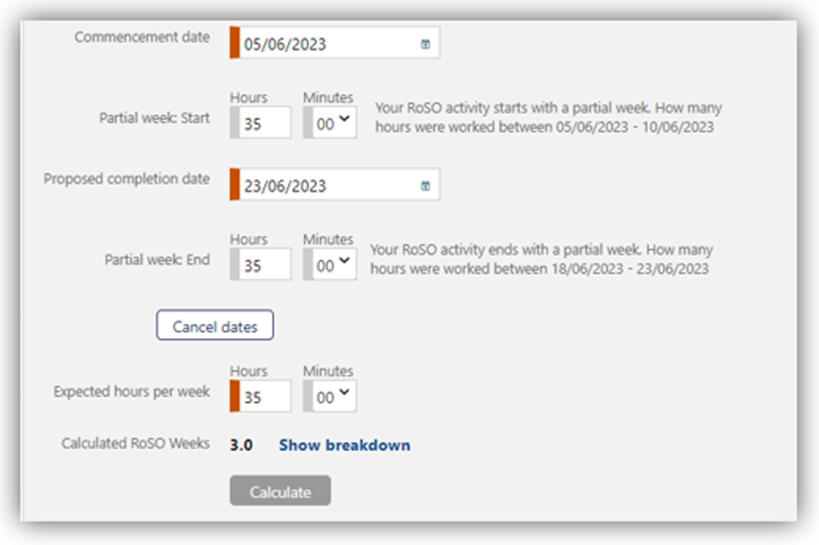 Commencement date
05/06/2023
Hours Minutes
Partial week: Start 35 00 Your RoSO activity starts with a partial week. How many
hours were worked between 05/06/2023 - 10/06/2023
Proposed completion date
23/06/2023
Hours Minutes
Partial week: End 35 00 Your RoSO activity ends with a partial week. How many
hours were worked between 18/06/2023 - 23/06/2023
Cancel dates
Hours Minutes
Expected hours per week 35 00
Calculated RoSO Weeks 3.0 Show breakdown
Calculate